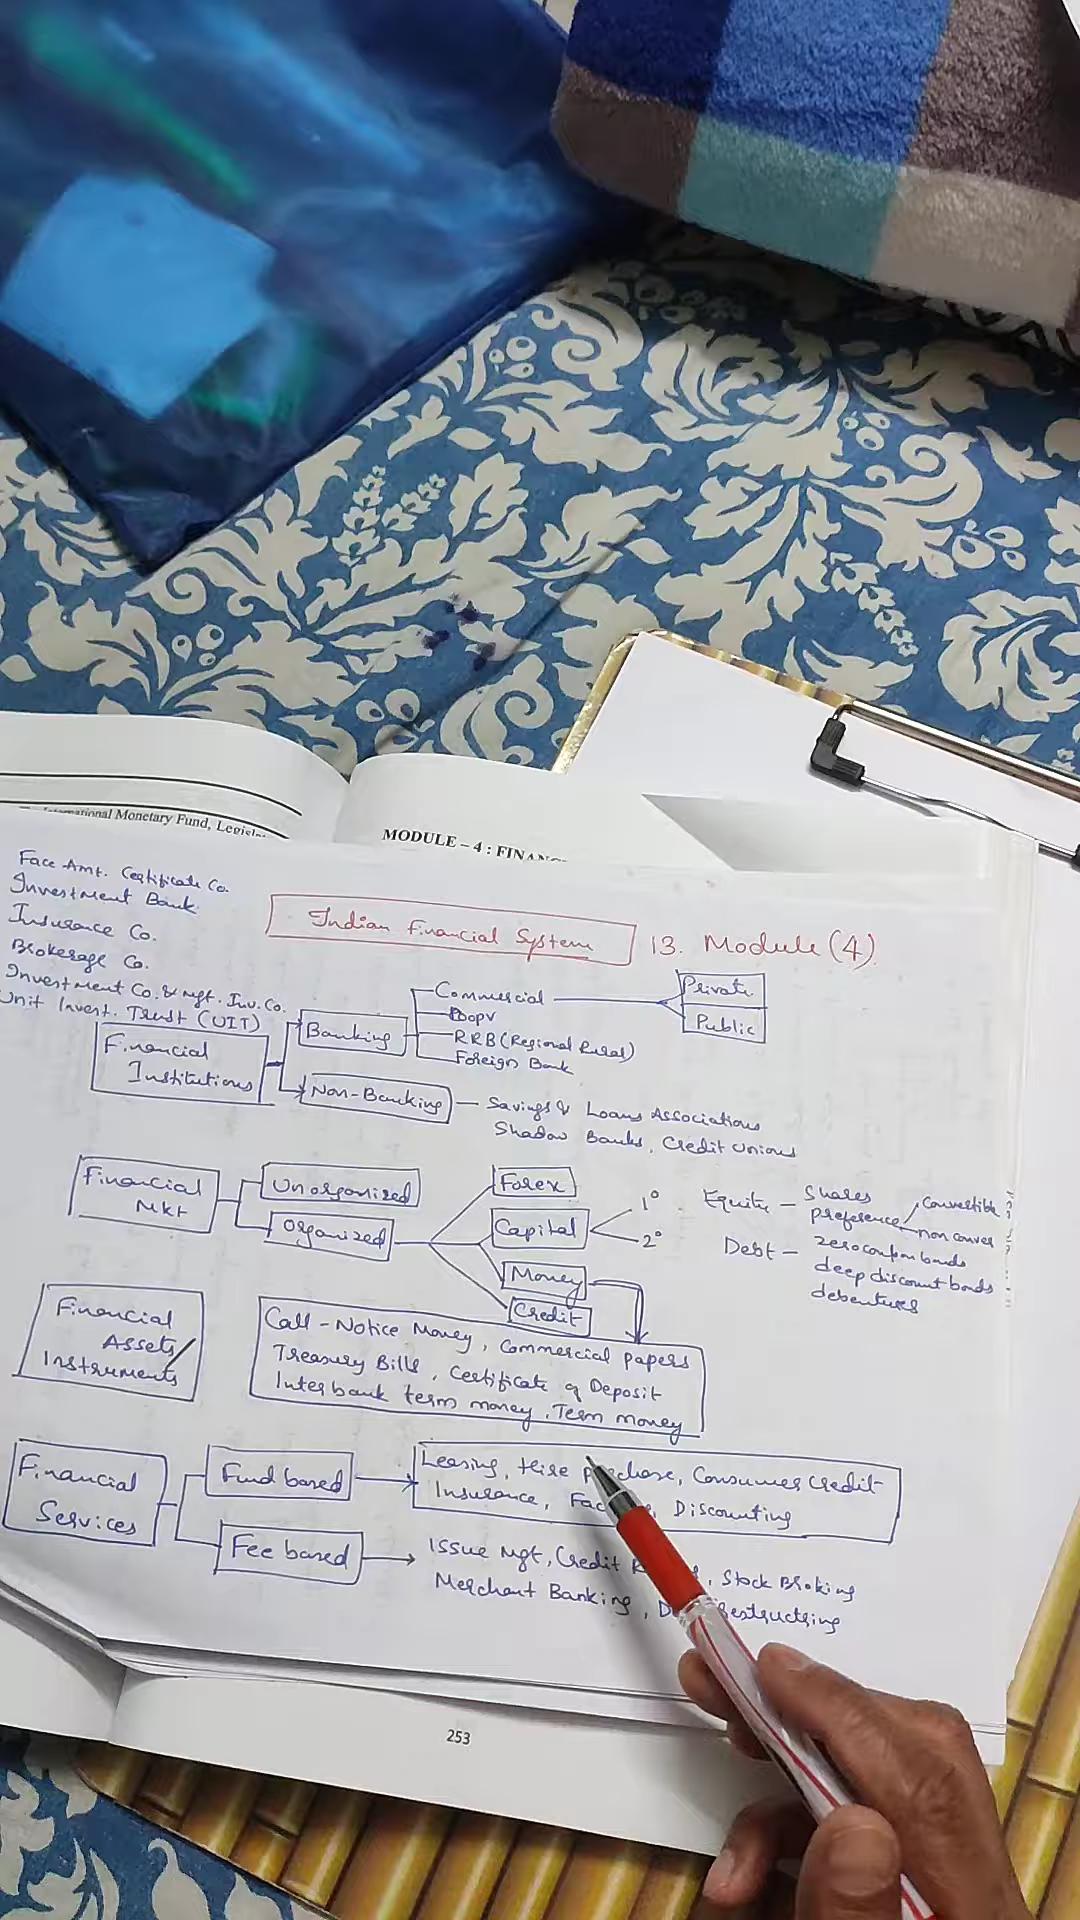 International Monetary Fund, Legisl
MODULE – 4 : FINANC
Face Amt. Certificate Co.
Investment Bank
Insurance Co.
Brokerage Co.
Investment Co. & Mgt. Inv. Co.
Unit Invest. Trust (UIT)
Indian Financial System
13. Module (4)
Financial
Institutions
Banking
Commercial
Private
Public
RRB (Regional Rural)
Foreign Bank
Non-Banking
Savings & Loans Associations
Shadow Banks, Credit Unions
Financial
Mkt
Unorganized
Organized
Forex
Capital
1°
2°
Money
Credit
Equity – Shares
preference
Convertible
non conver
Debt – zero coupon bonds
deep discount bonds
debentures
Financial
Assets/
Instruments
Call-Notice Money, Commercial papers
Treasury Bills, Certificate of Deposit
Interbank term money, Term money
Financial
Services
Fund based
Leasing, Hire purchase, Consumer Credit
Insurance, Fac Discounting
Fee based
Issue Mgt, Credit R , Stock Broking
Merchant Banking, D restructring
253